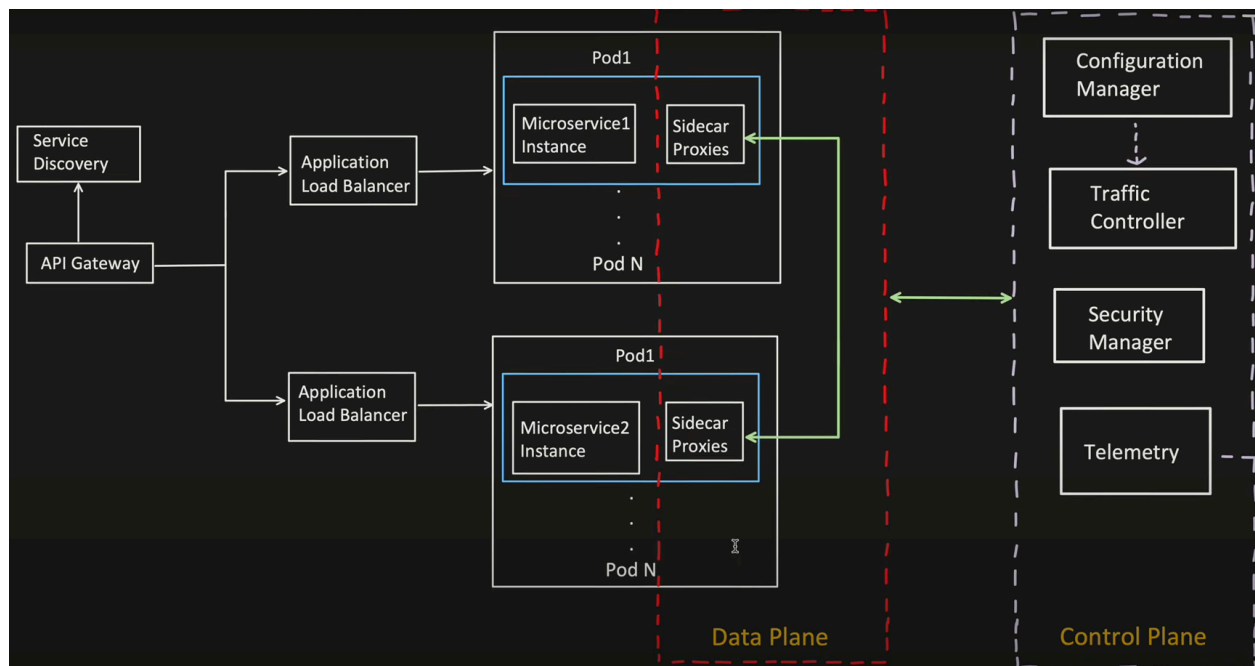 Service
Discovery
API Gateway
Application
Load Balancer
Application
Load Balancer
Pod1
Microservice1
Instance
Sidecar
Proxies
Pod N
Pod1
Microservice2
Instance
Sidecar
Proxies
Pod N
Data Plane
Configuration
Manager
Traffic
Controller
Security
Manager
Telemetry
Control Plane